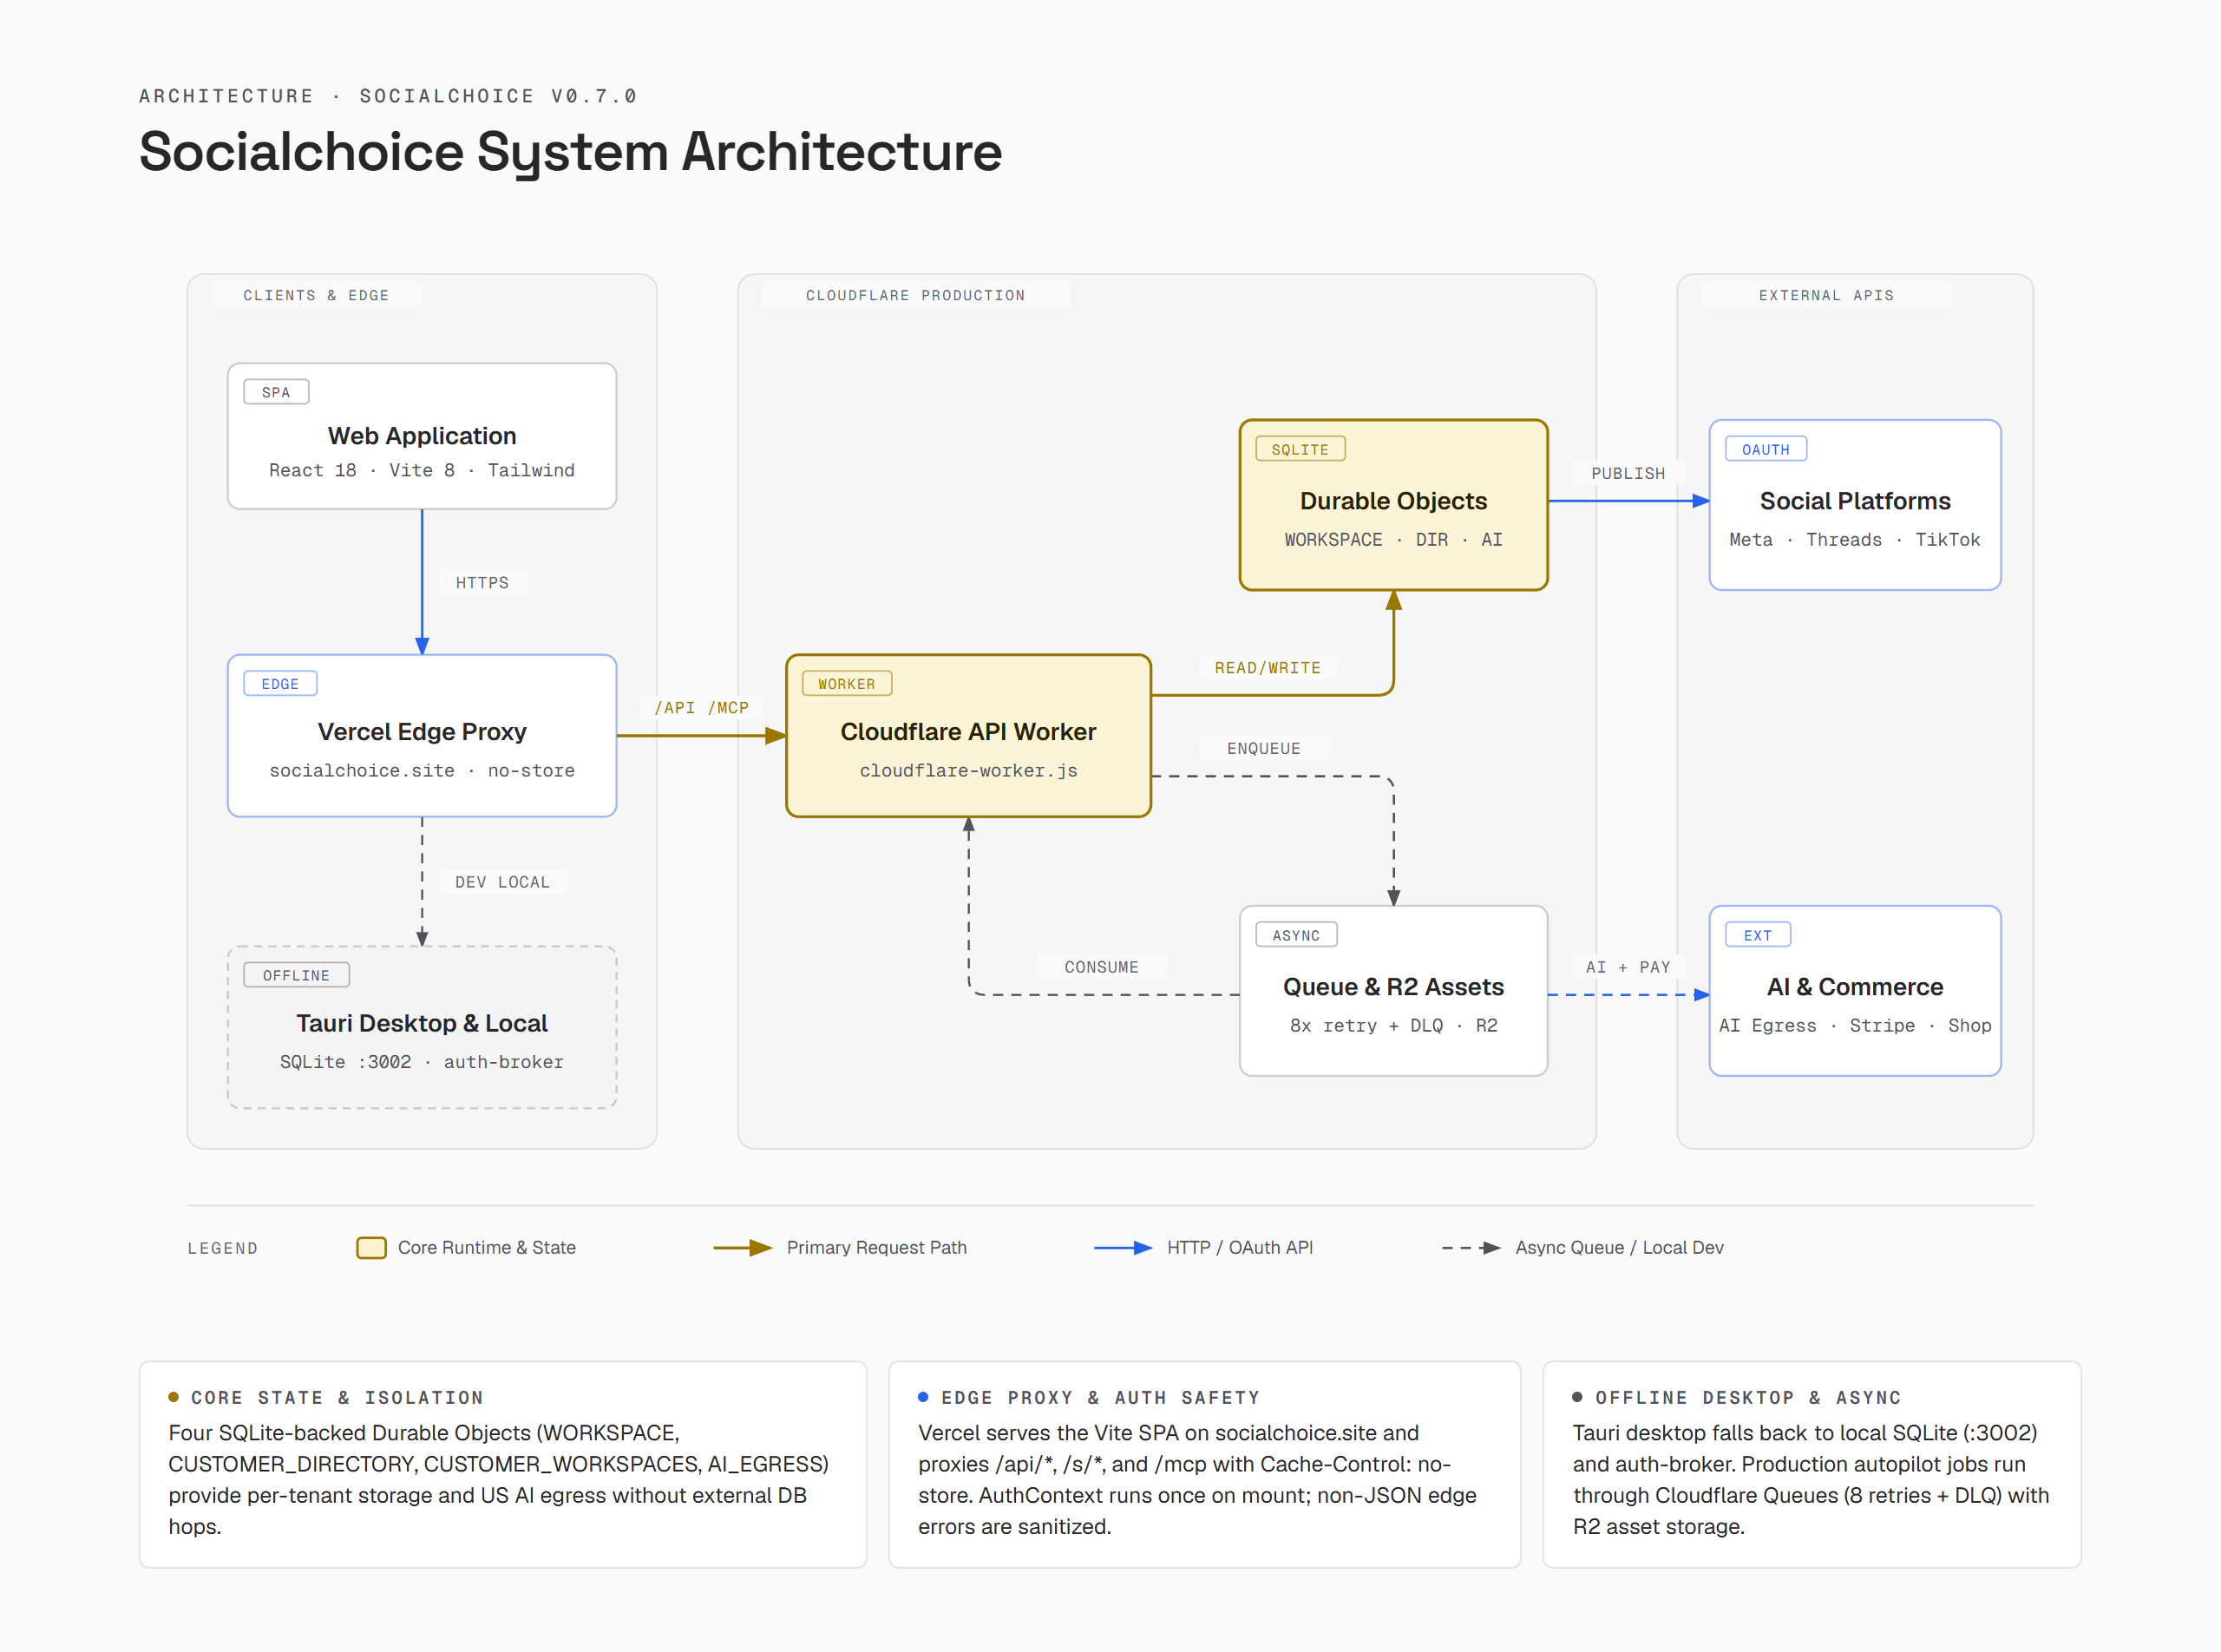 ARCHITECTURE · SOCIALCHOICE V0.7.0
Socialchoice System Architecture
CLIENTS & EDGE
SPA
Web Application
React 18 · Vite 8 · Tailwind
HTTPS
EDGE
Vercel Edge Proxy
socialchoice.site · no-store
DEV LOCAL
OFFLINE
Tauri Desktop & Local
SQLite :3002 · auth-broker
/API /MCP
CLOUDFLARE PRODUCTION
WORKER
Cloudflare API Worker
cloudflare-worker.js
READ/WRITE
ENQUEUE
CONSUME
SQLITE
Durable Objects
WORKSPACE · DIR · AI
ASYNC
Queue & R2 Assets
8x retry + DLQ · R2
PUBLISH
AI + PAY
EXTERNAL APIS
OAUTH
Social Platforms
Meta · Threads · TikTok
EXT
AI & Commerce
AI Egress · Stripe · Shop
LEGEND
Core Runtime & State
Primary Request Path
HTTP / OAuth API
Async Queue / Local Dev
CORE STATE & ISOLATION
Four SQLite-backed Durable Objects (WORKSPACE,
CUSTOMER_DIRECTORY, CUSTOMER_WORKSPACES, AI_EGRESS)
provide per-tenant storage and US AI egress without external DB
hops.
EDGE PROXY & AUTH SAFETY
Vercel serves the Vite SPA on socialchoice.site and
proxies /api/*, /s/*, and /mcp with Cache-Control: no-
store. AuthContext runs once on mount; non-JSON edge
errors are sanitized.
OFFLINE DESKTOP & ASYNC
Tauri desktop falls back to local SQLite (:3002)
and auth-broker. Production autopilot jobs run
through Cloudflare Queues (8 retries + DLQ) with
R2 asset storage.